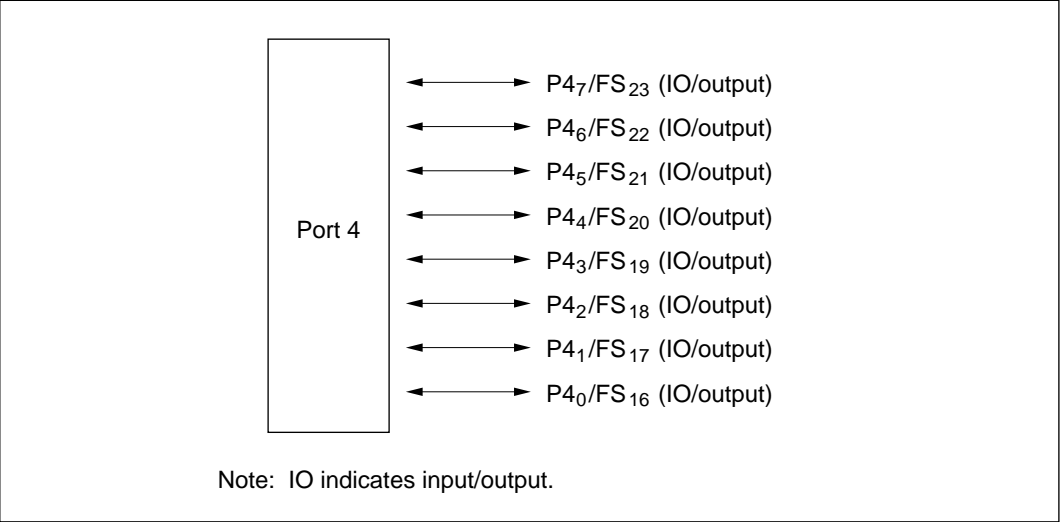 P4₇/FS₂₃ (IO/output)
P4₆/FS₂₂ (IO/output)
P4₅/FS₂₁ (IO/output)
P4₄/FS₂₀ (IO/output)
Port 4
P4₃/FS₁₉ (IO/output)
P4₂/FS₁₈ (IO/output)
P4₁/FS₁₇ (IO/output)
P4₀/FS₁₆ (IO/output)
Note: IO indicates input/output.